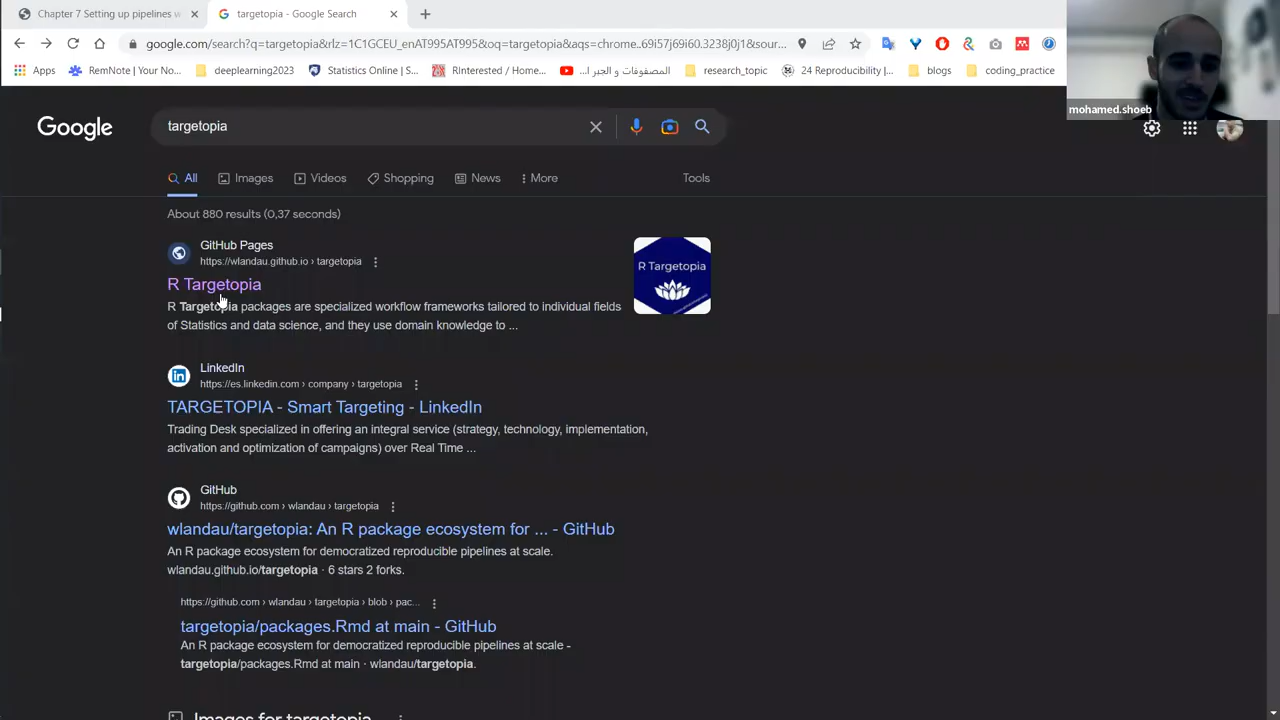 Chapter 7 Setting up pipelines w
targetopia - Google Search
google.com/search?q=targetopia&rlz=1C1GCEU_enAT995AT995&oq=targetopia&aqs=chrome..69i57j69i60.3238j0j1&sour...
Apps
RemNote | Your No...
deeplearning2023
Statistics Online | S...
RInterested / Home...
المصفوفات و الجبر ا...
research_topic
24 Reproducibility |...
blogs
coding_practice
mohamed.shoeb
Google
targetopia
All
Images
Videos
Shopping
News
More
Tools
About 880 results (0,37 seconds)
GitHub Pages
https://wlandau.github.io › targetopia
R Targetopia
R Targetopia packages are specialized workflow frameworks tailored to individual fields
of Statistics and data science, and they use domain knowledge to ...
R Targetopia
LinkedIn
https://es.linkedin.com › company › targetopia
TARGETOPIA - Smart Targeting - LinkedIn
Trading Desk specialized in offering an integral service (strategy, technology, implementation,
activation and optimization of campaigns) over Real Time ...
GitHub
https://github.com › wlandau › targetopia
wlandau/targetopia: An R package ecosystem for ... - GitHub
An R package ecosystem for democratized reproducible pipelines at scale.
wlandau.github.io/targetopia · 6 stars 2 forks.
https://github.com › wlandau › targetopia › blob › pac...
targetopia/packages.Rmd at main - GitHub
An R package ecosystem for democratized reproducible pipelines at scale -
targetopia/packages.Rmd at main · wlandau/targetopia.
Images for targetopia